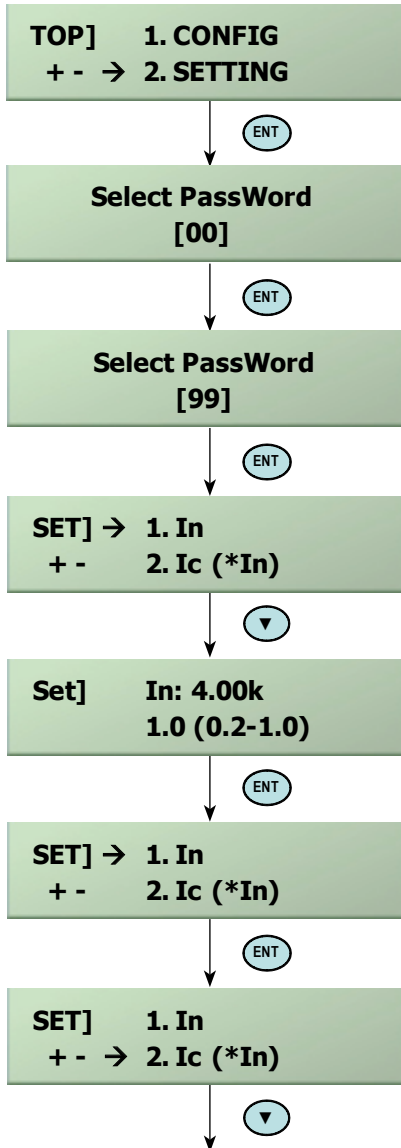 TOP] 1. CONFIG
+ - → 2. SETTING
ENT
Select PassWord
[00]
ENT
Select PassWord
[99]
ENT
SET] → 1. In
+ - 2. Ic (*In)
▼
Set] In: 4.00k
1.0 (0.2-1.0)
ENT
SET] → 1. In
+ - 2. Ic (*In)
ENT
SET] 1. In
+ - → 2. Ic (*In)
▼